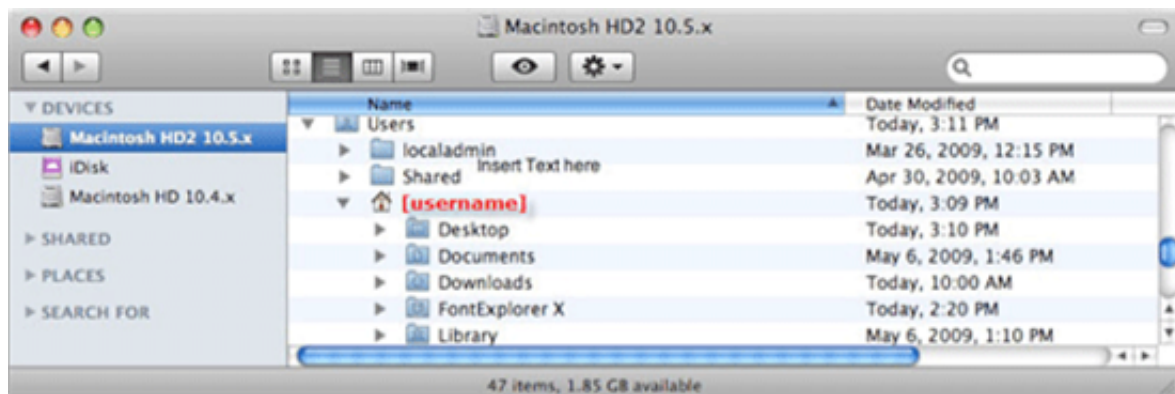 Macintosh HD2 10.5.x
DEVICES
Macintosh HD2 10.5.x
iDisk
Macintosh HD 10.4.x
SHARED
PLACES
SEARCH FOR
Name Date Modified
Users Today, 3:11 PM
localadmin Mar 26, 2009, 12:15 PM
Insert Text here
Shared Apr 30, 2009, 10:03 AM
[username] Today, 3:09 PM
Desktop Today, 3:10 PM
Documents May 6, 2009, 1:46 PM
Downloads Today, 10:00 AM
FontExplorer X Today, 2:20 PM
Library May 6, 2009, 1:10 PM
47 items, 1.85 GB available